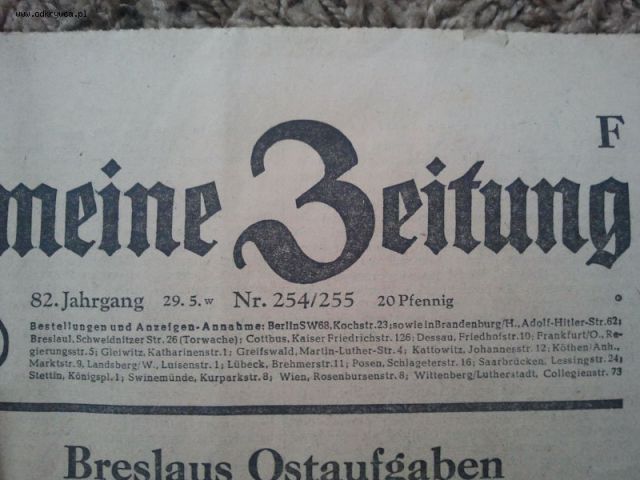 www.odkrywca.pl
F
meine Zeitung
82. Jahrgang 29. 5. w Nr. 254/255 20 Pfennig
Bestellungen und Anzeigen-Annahme: Berlin SW 68, Kochstr. 23; sowie in Brandenburg/H., Adolf-Hitler-Str. 62;
Breslau 1, Schweidnitzer Str. 26 (Torwache); Cottbus, Kaiser Friedrichstr. 126; Dessau, Friedhofstr. 10; Frankfurt/O., Re-
gierungsstr. 5; Gleiwitz, Katharinenstr. 1; Greifswald, Martin-Luther-Str. 4; Kattowitz, Johannesstr. 12; Köthen/Anh.,
Markt str. 9, Landsberg/W., Luisenstr. 1; Lübeck, Brehmerstr. 11; Posen, Schlageterstr. 16; Saarbrücken, Lessingstr. 24;
Stettin, Königspl. 1; Swinemünde, Kurparkstr. 8; Wien, Rosenbursenstr. 8; Wittenberg/Lutherstadt, Collegienstr. 73
Breslaus Ostaufgaben